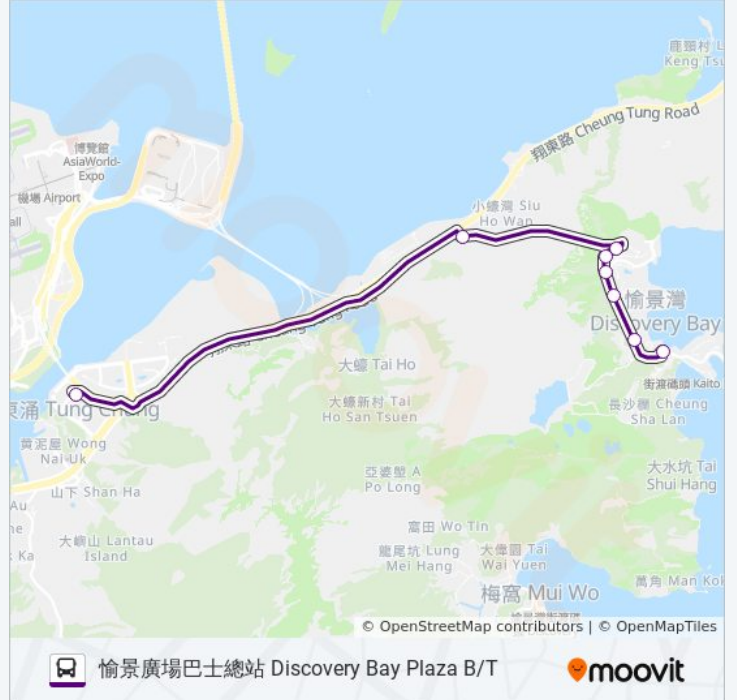 鹿頸村 L
Keng Tsu
翔東路 Cheung Tung Road
博覽館
AsiaWorld-
Expo
機場 Airport
all
小蠔灣 Siu
Ho Wan
愉景灣
Discovery Bay
大蠔 Tai Ho
街渡碼頭 Kaito
東涌 Tung Chung
大蠔新村 Tai
Ho San Tsuen
長沙欄 Cheung
Sha Lan
黃泥屋 Wong
Nai Uk
亞婆塱 A
Po Long
大水坑 Tai
Shui Hang
山下 Shan Ha
Au
ne
Ka
窩田 Wo Tin
大嶼山 Lantau
Island
龍尾坑 Lung
Mei Hang
大偉園 Tai
Wai Yuen
萬角 Man Kok
梅窩 Mui Wo
© OpenStreetMap contributors | © OpenMapTiles
愉景廣場巴士總站 Discovery Bay Plaza B/T
moovit